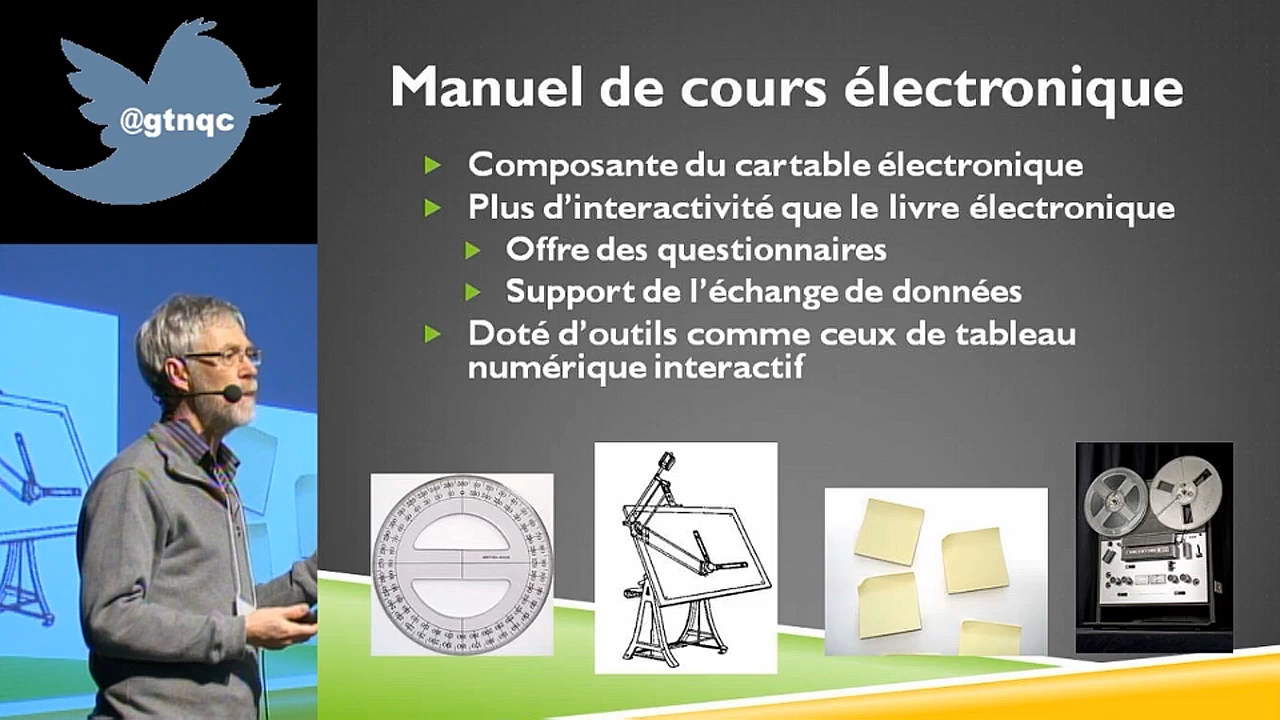 @gtnqc
Manuel de cours électronique
Composante du cartable électronique
Plus d'interactivité que le livre électronique
Offre des questionnaires
Support de l'échange de données
Doté d'outils comme ceux de tableau
numérique interactif